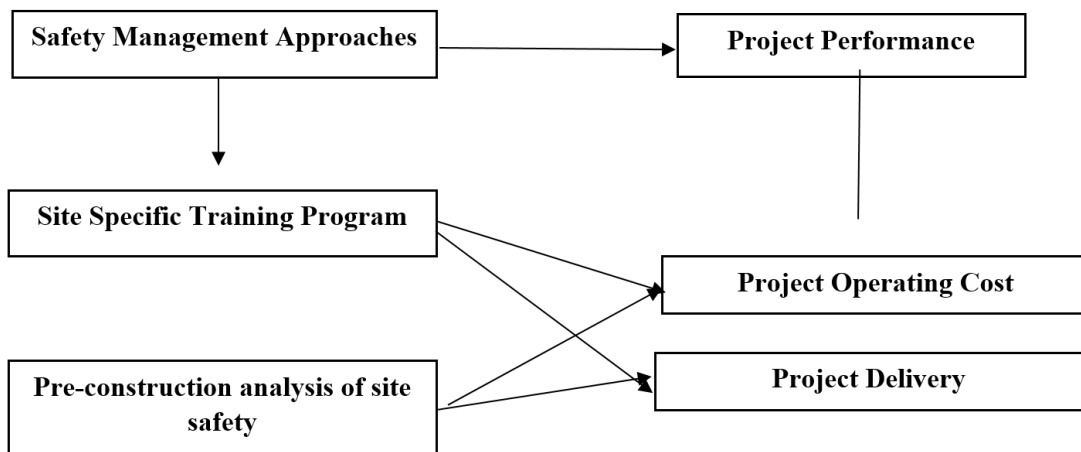 Safety Management Approaches
Project Performance
Site Specific Training Program
Project Operating Cost
Pre-construction analysis of site
safety
Project Delivery